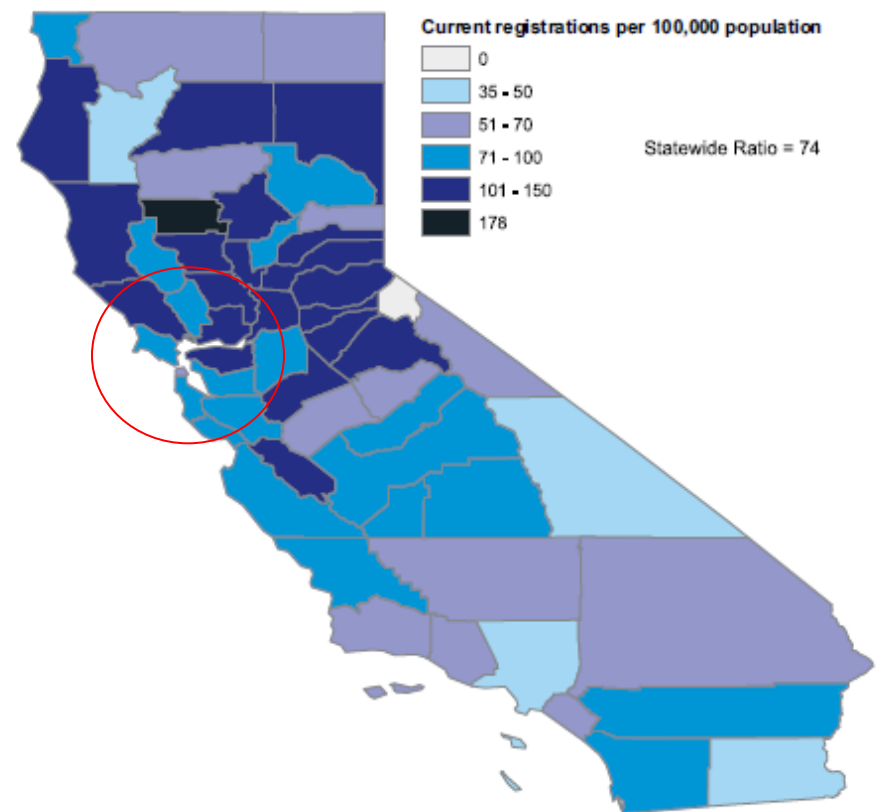 Current registrations per 100,000 population
0
35 - 50
51 - 70
71 - 100
Statewide Ratio = 74
101 - 150
178